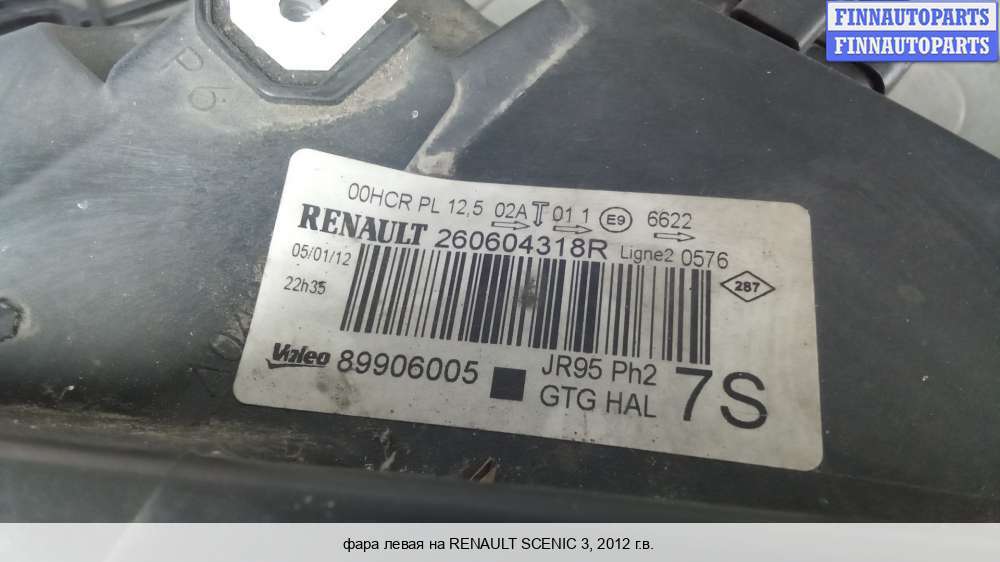 FINNAUTOPARTS
FINNAUTOPARTS
P 6
00HCR PL 12,5 02A 01 1 E9 6622
RENAULT 260604318R Ligne2 0576
05/01/12
22h35
287
Valeo 89906005 JR95 Ph2
GTG HAL 7S
фара левая на RENAULT SCENIC 3, 2012 г.в.